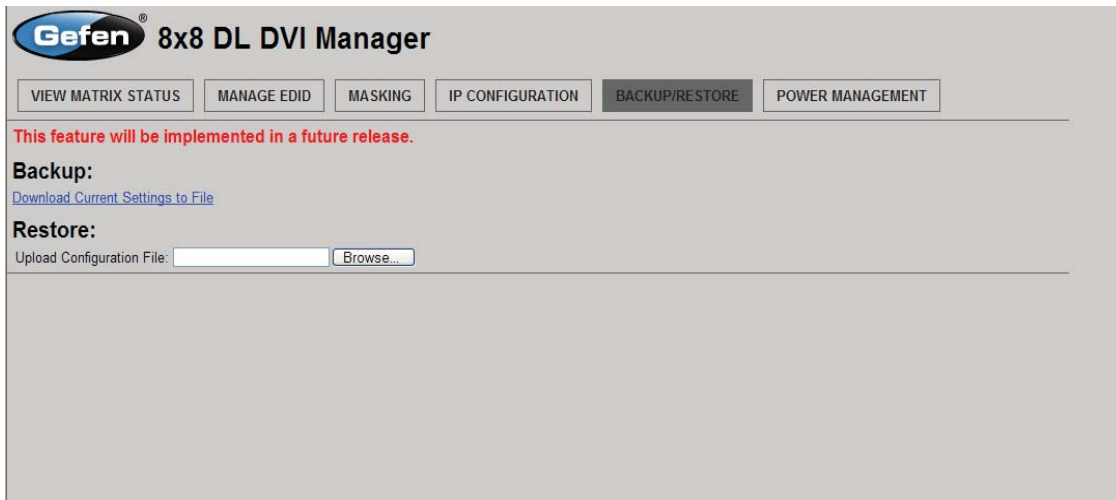 Gefen® 8x8 DL DVI Manager
VIEW MATRIX STATUS MANAGE EDID MASKING IP CONFIGURATION BACKUP/RESTORE POWER MANAGEMENT
This feature will be implemented in a future release.
Backup:
Download Current Settings to File
Restore:
Upload Configuration File: Browse...